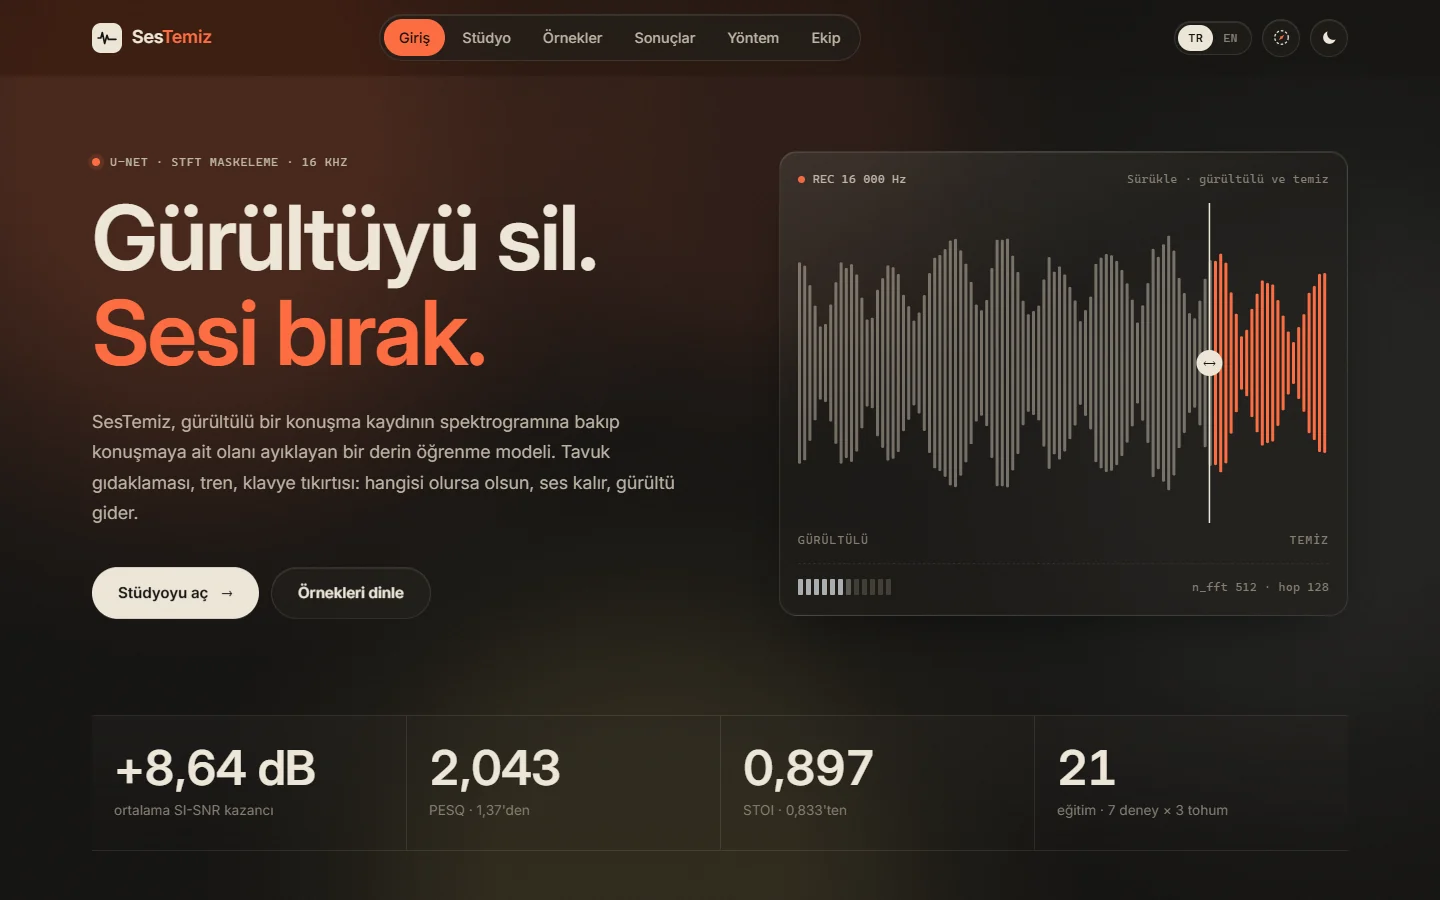 SesTemiz
Giriş
Stüdyo
Örnekler
Sonuçlar
Yöntem
Ekip
TR
EN
U-NET · STFT MASKELEME · 16 KHZ
Gürültüyü sil.
Sesi bırak.
SesTemiz, gürültülü bir konuşma kaydının spektrogramına bakıp
konuşmaya ait olanı ayıklayan bir derin öğrenme modeli. Tavuk
gıdaklaması, tren, klavye tıkırtısı: hangisi olursa olsun, ses kalır, gürültü
gider.
Stüdyoyu aç →
Örnekleri dinle
REC 16 000 Hz
Sürükle · gürültülü ve temiz
GÜRÜLTÜLÜ
TEMİZ
n_fft 512 · hop 128
+8,64 dB
ortalama SI-SNR kazancı
2,043
PESQ · 1,37'den
0,897
STOI · 0,833'ten
21
eğitim · 7 deney × 3 tohum